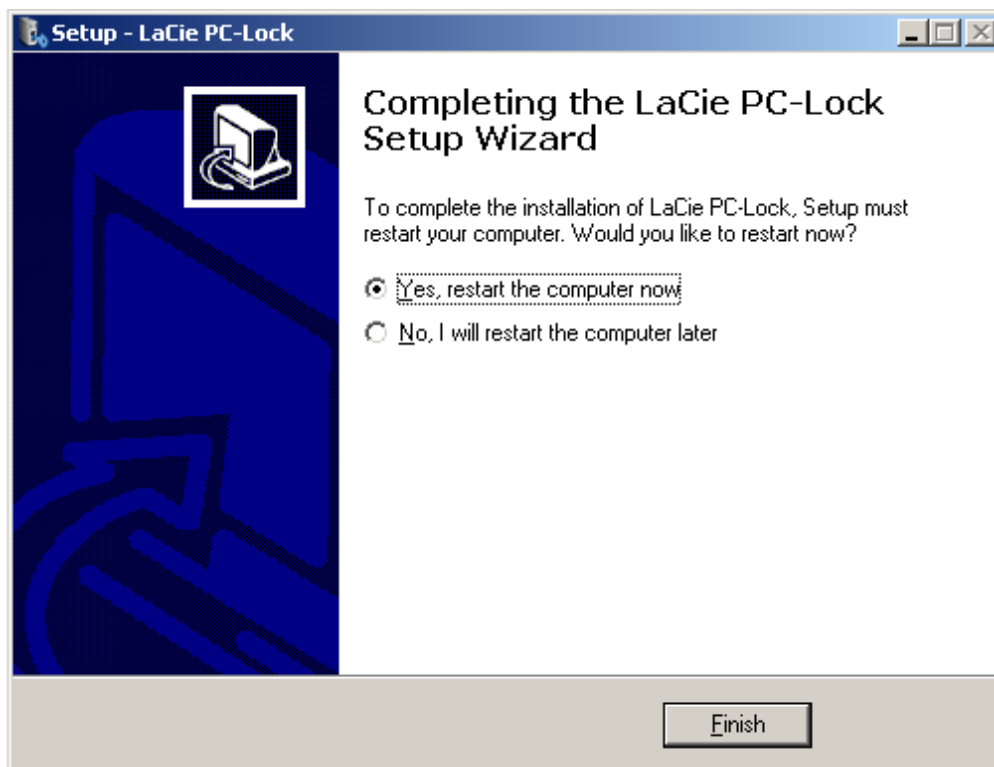 Setup - LaCie PC-Lock
Completing the LaCie PC-Lock
Setup Wizard
To complete the installation of LaCie PC-Lock, Setup must
restart your computer. Would you like to restart now?
Yes, restart the computer now
No, I will restart the computer later
Finish